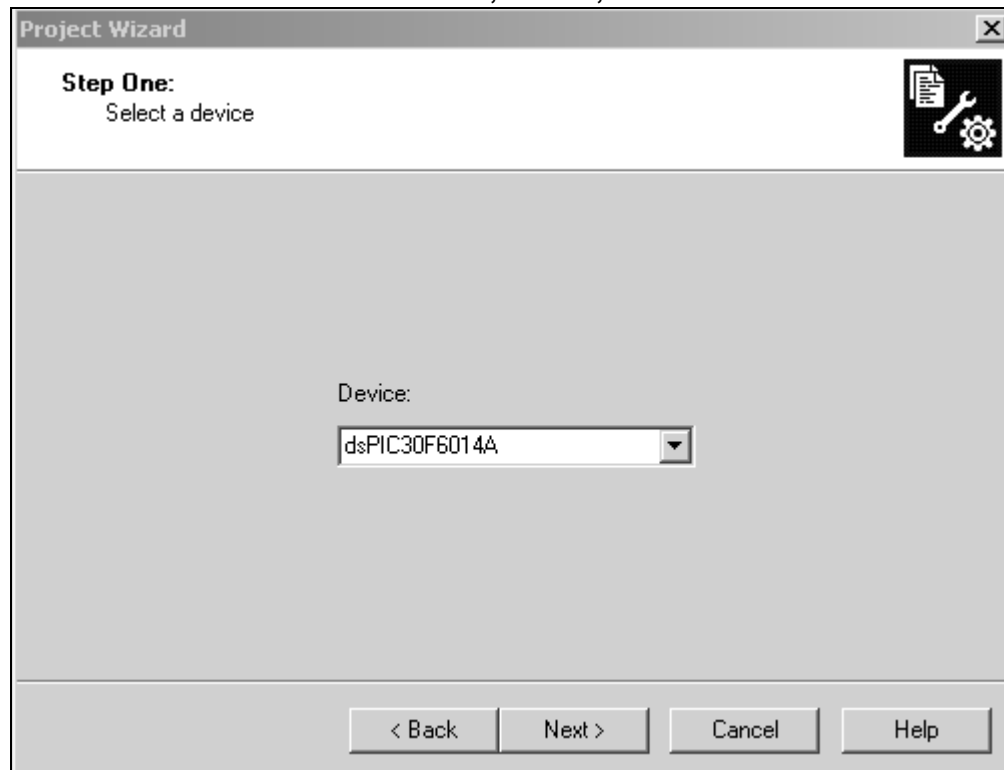 Project Wizard
Step One:
Select a device
Device:
dsPIC30F6014A
< Back Next > Cancel Help